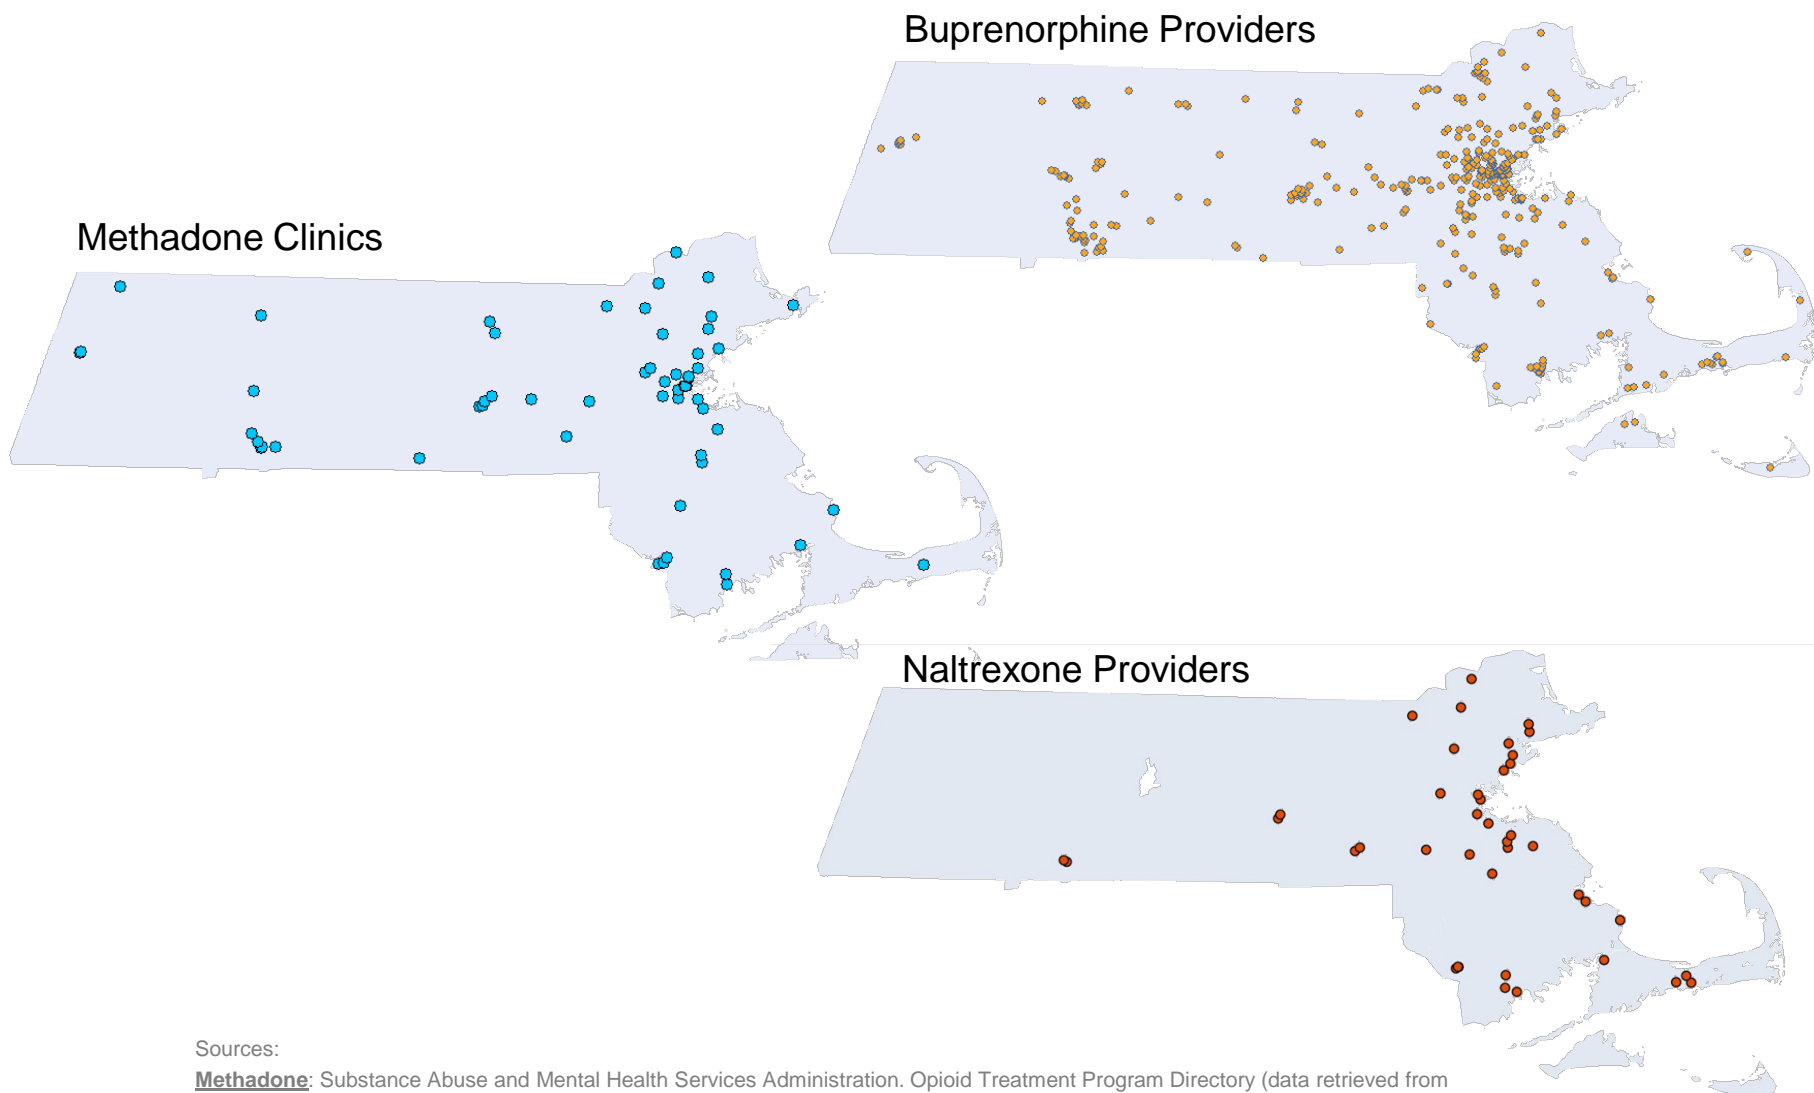 Buprenorphine Providers
Methadone Clinics
Naltrexone Providers
Sources:
Methadone: Substance Abuse and Mental Health Services Administration. Opioid Treatment Program Directory (data retrieved from